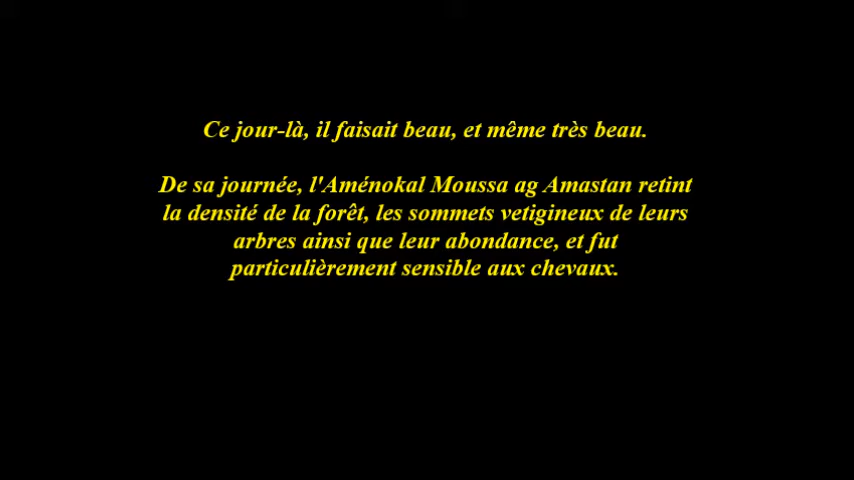 Ce jour-là, il faisait beau, et même très beau.
De sa journée, l'Aménokal Moussa ag Amastan retint
la densité de la forêt, les sommets vetigineux de leurs
arbres ainsi que leur abondance, et fut
particulièrement sensible aux chevaux.